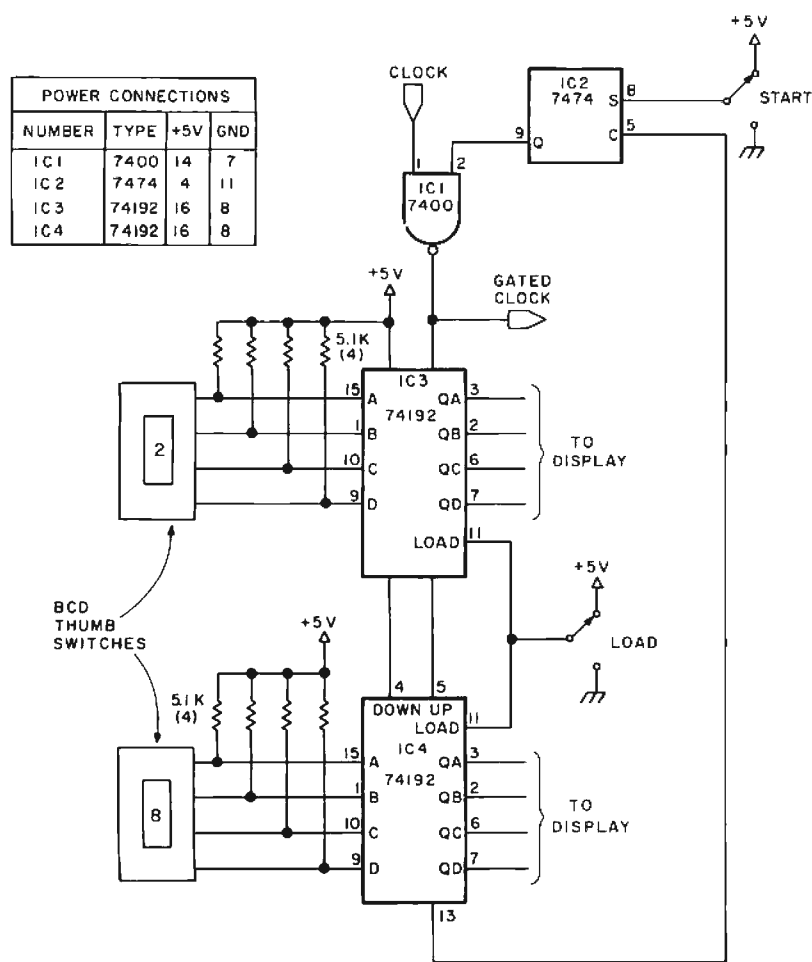 POWER CONNECTIONS
NUMBER TYPE +5V GND
IC1 7400 14 7
IC2 7474 4 11
IC3 74192 16 8
IC4 74192 16 8
CLOCK
+5V
IC2
7474
S
8
START
9
Q
C
5
1
2
IC1
7400
+5V
GATED
CLOCK
5.1K
(4)
IC3
74192
2
15 A QA 3
1 B QB 2
10 C QC 6
9 D QD 7
TO
DISPLAY
LOAD 11
+5V
LOAD
BCD
THUMB
SWITCHES
+5V
5.1K
(4)
4 5
DOWN UP
LOAD 11
IC4
74192
8
15 A QA 3
1 B QB 2
10 C QC 6
9 D QD 7
TO
DISPLAY
13